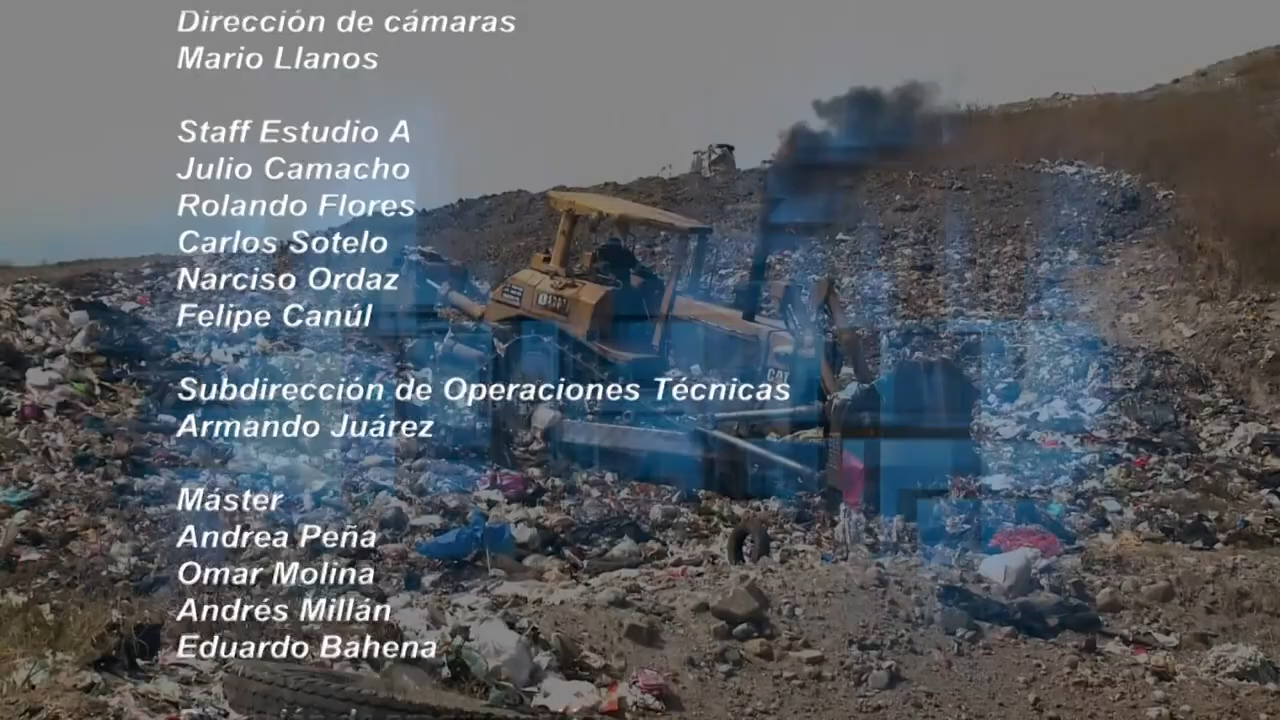 Dirección de cámaras
Mario Llanos
Staff Estudio A
Julio Camacho
Rolando Flores
Carlos Sotelo
Narciso Ordaz
Felipe Canúl
Subdirección de Operaciones Técnicas
Armando Juárez
Máster
Andrea Peña
Omar Molina
Andrés Millán
Eduardo Bahena
CAT